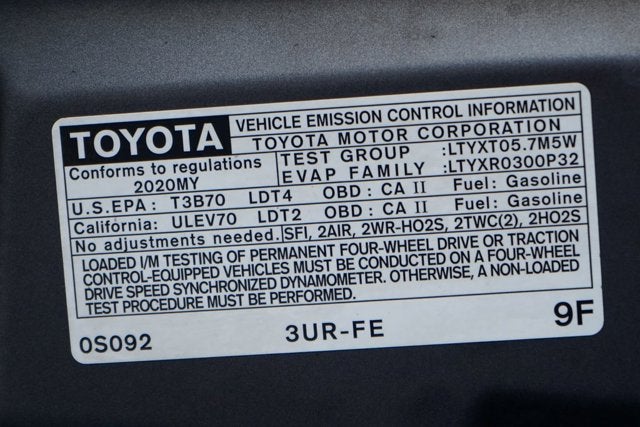 TOYOTA VEHICLE EMISSION CONTROL INFORMATION
TOYOTA MOTOR CORPORATION
Conforms to regulations
2020MY
TEST GROUP :LTYXT05.7M5W
EVAP FAMILY :LTYXR0300P32
U.S.EPA: T3B70 LDT4 OBD: CA II Fuel: Gasoline
California: ULEV70 LDT2 OBD: CA II Fuel: Gasoline
No adjustments needed. SFI, 2AIR, 2WR-HO2S, 2TWC(2), 2HO2S
LOADED I/M TESTING OF PERMANENT FOUR-WHEEL DRIVE OR TRACTION
CONTROL-EQUIPPED VEHICLES MUST BE CONDUCTED ON A FOUR-WHEEL
DRIVE SPEED SYNCHRONIZED DYNAMOMETER. OTHERWISE, A NON-LOADED
TEST PROCEDURE MUST BE PERFORMED.
0S092 3UR-FE 9F